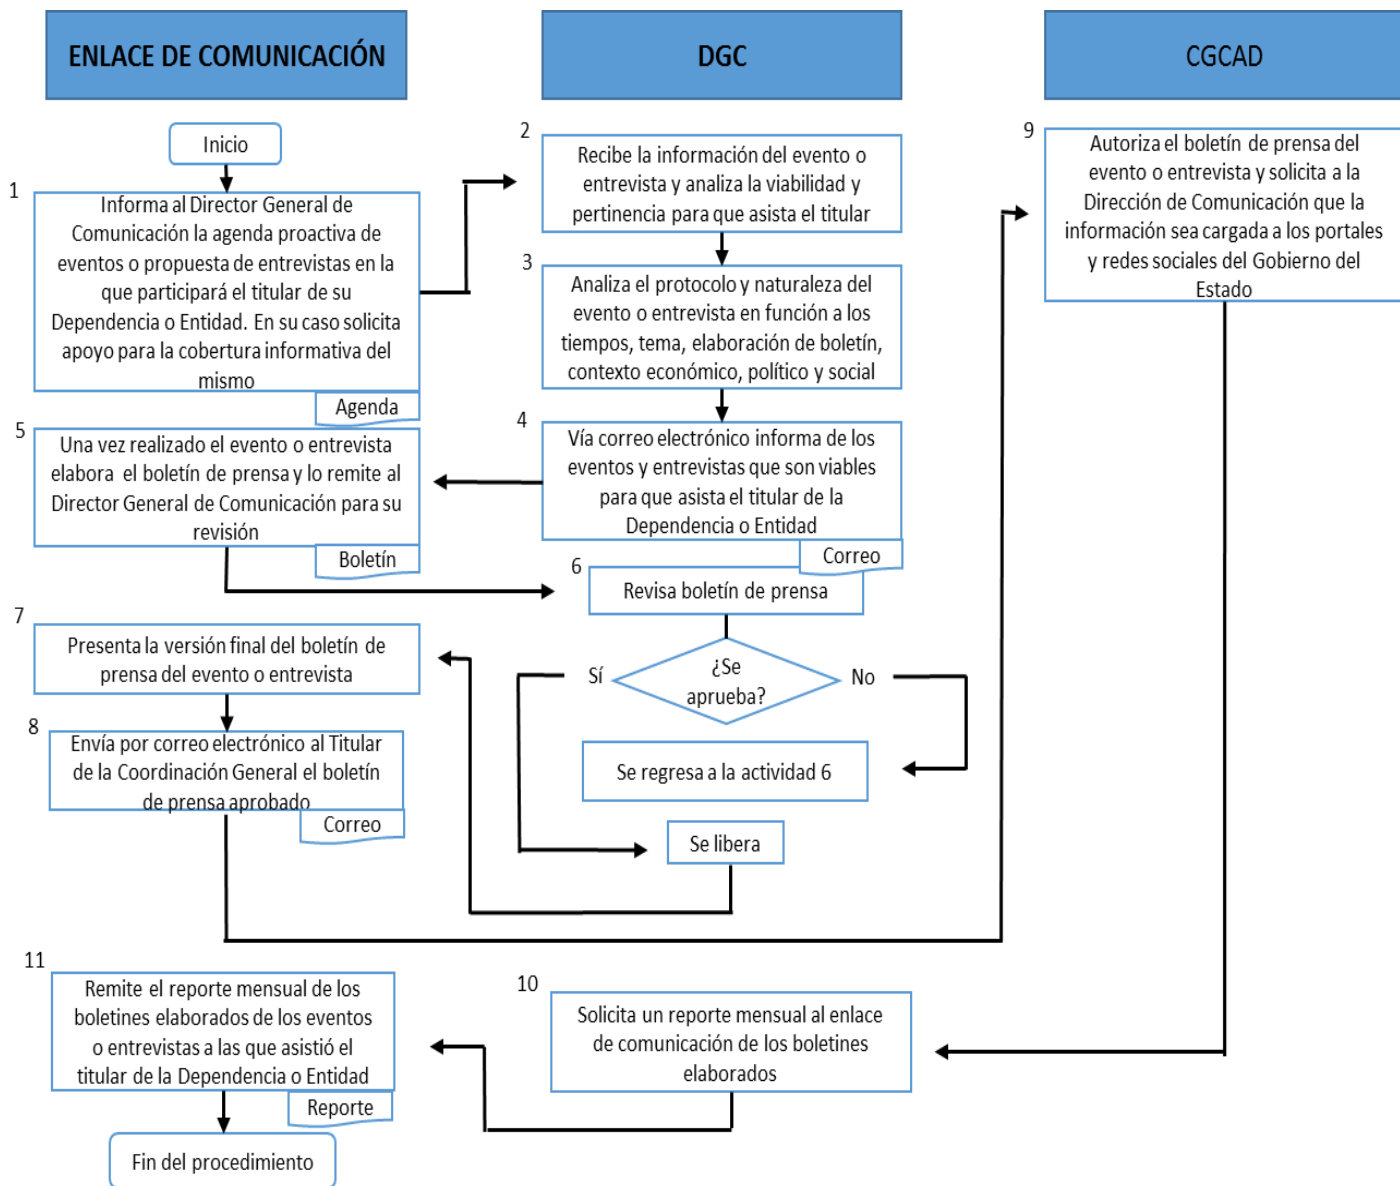 ENLACE DE COMUNICACIÓN
DGC
CGCAD
Inicio
1
Informa al Director General de
Comunicación la agenda proactiva de
eventos o propuesta de entrevistas en la
que participará el titular de su
Dependencia o Entidad. En su caso solicita
apoyo para la cobertura informativa del
mismo
Agenda
2
Recibe la información del evento o
entrevista y analiza la viabilidad y
pertinencia para que asista el titular
3
Analiza el protocolo y naturaleza del
evento o entrevista en función a los
tiempos, tema, elaboración de boletín,
contexto económico, político y social
4
Vía correo electrónico informa de los
eventos y entrevistas que son viables
para que asista el titular de la
Dependencia o Entidad
Correo
5
Una vez realizado el evento o entrevista
elabora el boletín de prensa y lo remite al
Director General de Comunicación para su
revisión
Boletín
6
Revisa boletín de prensa
¿Se
aprueba?
Sí
No
Se regresa a la actividad 6
Se libera
7
Presenta la versión final del boletín de
prensa del evento o entrevista
8
Envía por correo electrónico al Titular
de la Coordinación General el boletín
de prensa aprobado
Correo
9
Autoriza el boletín de prensa del
evento o entrevista y solicita a la
Dirección de Comunicación que la
información sea cargada a los portales
y redes sociales del Gobierno del
Estado
10
Solicita un reporte mensual al enlace
de comunicación de los boletines
elaborados
11
Remite el reporte mensual de los
boletines elaborados de los eventos
o entrevistas a las que asistió el
titular de la Dependencia o Entidad
Reporte
Fin del procedimiento